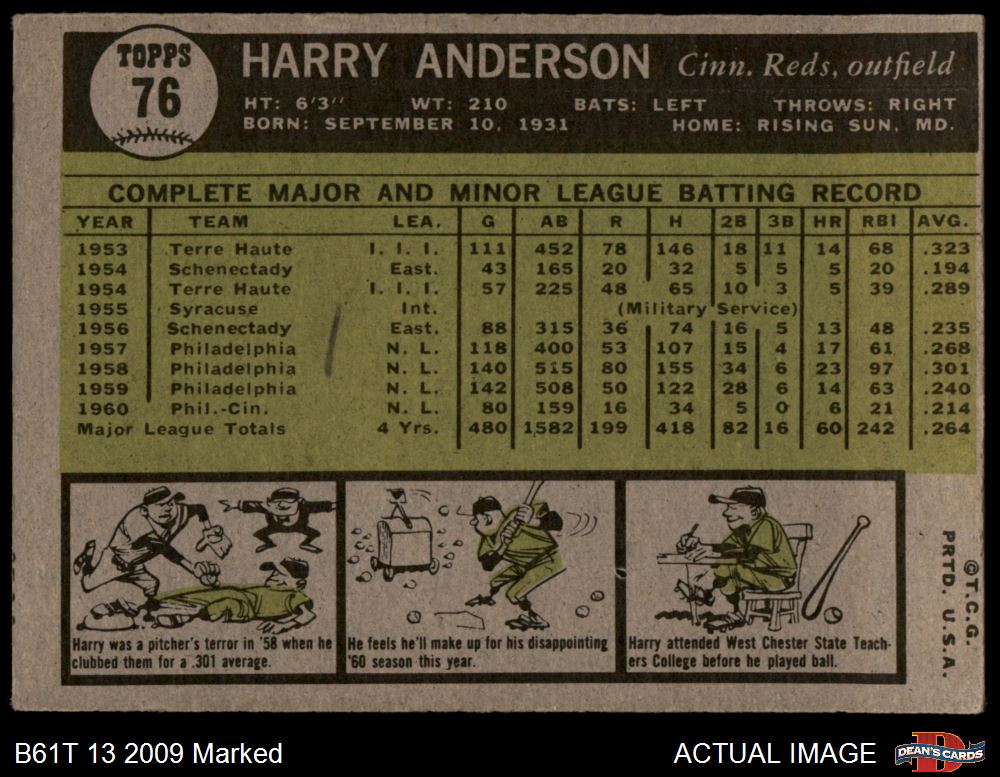 TOPPS
76
HARRY ANDERSON Cinn. Reds, outfield
HT: 6'3" WT: 210 BATS: LEFT THROWS: RIGHT
BORN: SEPTEMBER 10, 1931 HOME: RISING SUN, MD.
COMPLETE MAJOR AND MINOR LEAGUE BATTING RECORD
YEAR TEAM LEA. G AB R H 2B 3B HR RBI AVG.
1953 Terre Haute I. I. I. 111 452 78 146 18 11 14 68 .323
1954 Schenectady East. 43 165 20 32 5 5 5 20 .194
1954 Terre Haute I. I. I. 57 225 48 65 10 3 5 39 .289
1955 Syracuse Int. (Military Service)
1956 Schenectady East. 88 315 36 74 16 5 13 48 .235
1957 Philadelphia N. L. 118 400 53 107 15 4 17 61 .268
1958 Philadelphia N. L. 140 515 80 155 34 6 23 97 .301
1959 Philadelphia N. L. 142 508 50 122 28 6 14 63 .240
1960 Phil.-Cin. N. L. 80 159 16 34 5 0 6 21 .214
Major League Totals 4 Yrs. 480 1582 199 418 82 16 60 242 .264
Harry was a pitcher's terror in '58 when he
clubbed them for a .301 average.
He feels he'll make up for his disappointing
'60 season this year.
Harry attended West Chester State Teach-
ers College before he played ball.
©T.C.G.
PRTD. U.S.A.
B61T 13 2009 Marked
ACTUAL IMAGE
DEAN'S CARDS